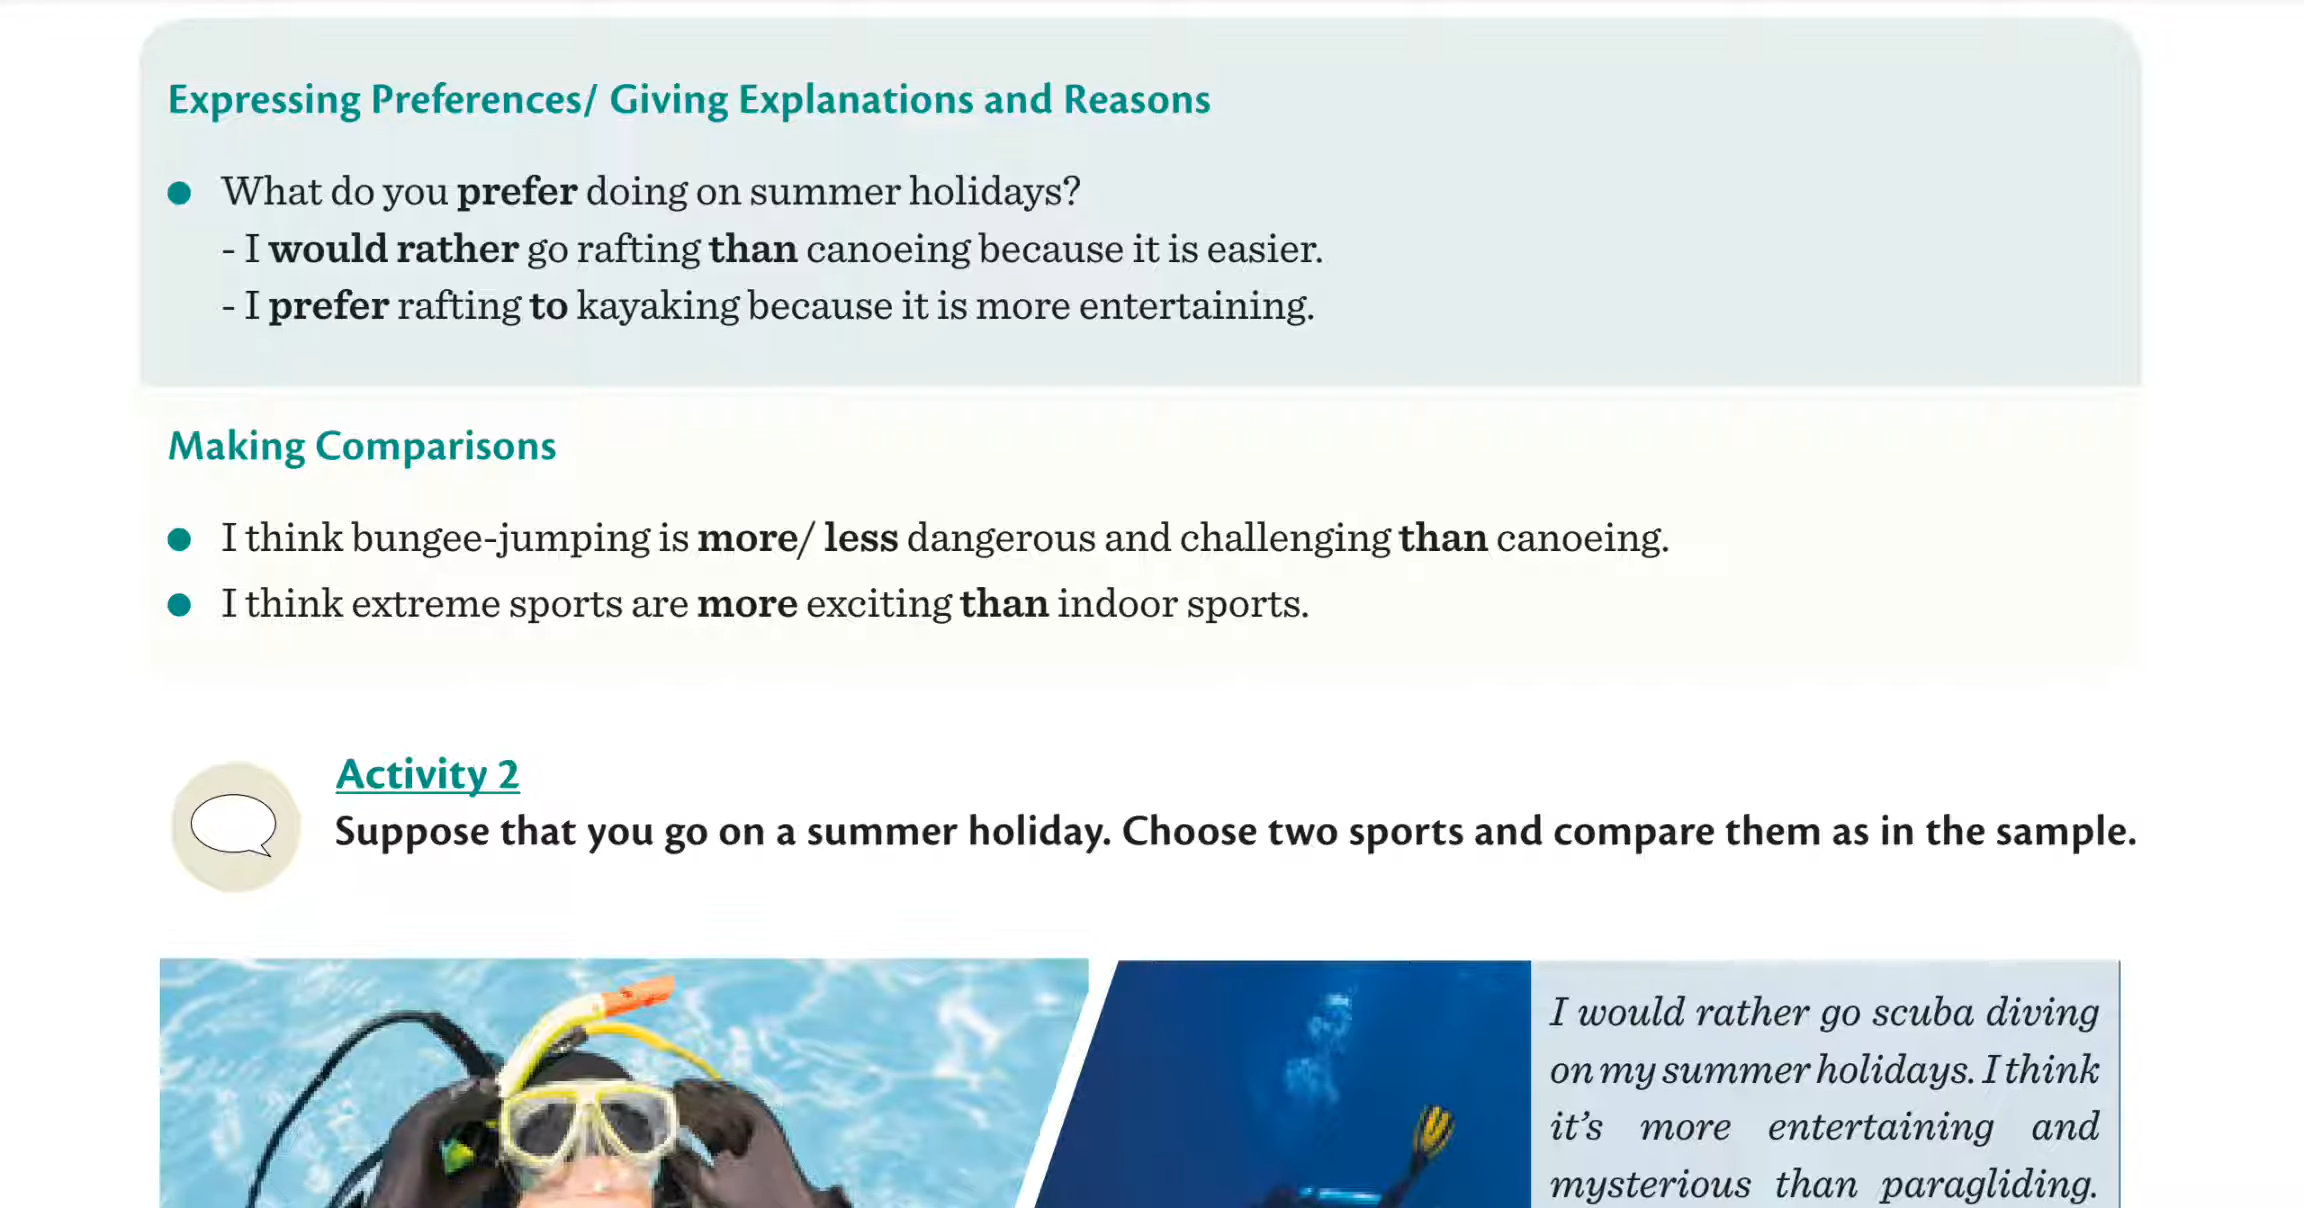 Expressing Preferences/ Giving Explanations and Reasons
● What do you prefer doing on summer holidays?
- I would rather go rafting than canoeing because it is easier.
- I prefer rafting to kayaking because it is more entertaining.
Making Comparisons
● I think bungee-jumping is more/ less dangerous and challenging than canoeing.
● I think extreme sports are more exciting than indoor sports.
Activity 2
Suppose that you go on a summer holiday. Choose two sports and compare them as in the sample.
I would rather go scuba diving
on my summer holidays. I think
it’s more entertaining and
mysterious than paragliding.